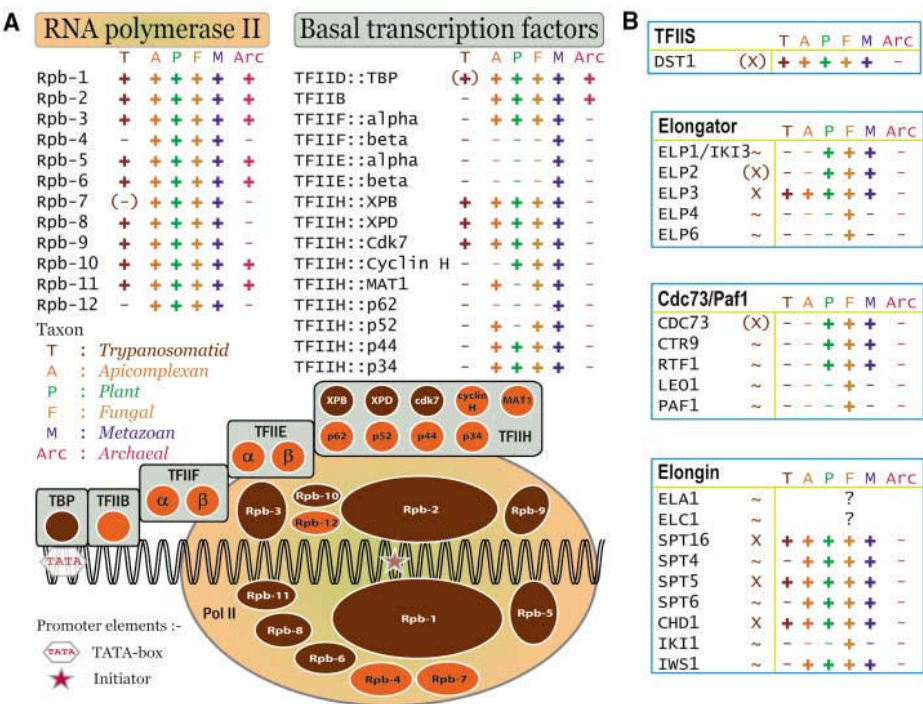 A
RNA polymerase II
T A P F M Arc
Rpb-1 + + + + + +
Rpb-2 + + + + + +
Rpb-3 + + + + + +
Rpb-4 - + + + + -
Rpb-5 + + + + + +
Rpb-6 + + + + + +
Rpb-7 (-) + + + + -
Rpb-8 + + + + + -
Rpb-9 + + + + + -
Rpb-10 + + + + + +
Rpb-11 + + + + + +
Rpb-12 - + + + + -
Basal transcription factors
T A P F M Arc
TFIID::TBP (+) + + + + +
TFIIB - + + + + +
TFIIF::alpha - + + + + -
TFIIF::beta - - - - + -
TFIIE::alpha - - - - + -
TFIIE::beta - - - - + -
TFIIH::XPB + + + + + -
TFIIH::XPD + + + + + -
TFIIH::Cdk7 + + + + + -
TFIIH::Cyclin H - - + + + -
TFIIH::MAT1 - + - + + -
TFIIH::p62 - - - - + -
TFIIH::p52 - + - + + -
TFIIH::p44 - + + + + -
TFIIH::p34 - + + + + -
Taxon
T : Trypanosomatid
A : Apicomplexan
P : Plant
F : Fungal
M : Metazoan
Arc : Archaeal
XPB XPD cdk7 cyclin H MAT1
p62 p52 p44 p34 TFIIH
TFIIE
α β
TFIIF
α β
TBP
TFIIB
TATA
Rpb-3
Rpb-10
Rpb-12
Rpb-2
Rpb-9
Pol II
Rpb-11
Rpb-8
Rpb-6
Rpb-1
Rpb-5
Rpb-4
Rpb-7
Promoter elements :-
TATA TATA-box
Initiator
B
TFIIS T A P F M Arc
DST1 (X) + + + + + -
Elongator T A P F M Arc
ELP1/IKI3 ~ - - + + + -
ELP2 (X) - - + + + -
ELP3 X + + + + + -
ELP4 ~ - - - + - -
ELP6 ~ - - - + - -
Cdc73/Paf1 T A P F M Arc
CDC73 (X) - - + + + -
CTR9 ~ - - + + + -
RTF1 ~ - - + + + -
LEO1 ~ - - - + - -
PAF1 ~ - - - + - -
Elongin T A P F M Arc
ELA1 ~ ?
ELC1 ~ ?
SPT16 X + + + + + -
SPT4 ~ - + + + + -
SPT5 X + + + + + -
SPT6 ~ - + + + + -
CHD1 X + + + + + -
IKI1 ~ - - - + - -
IWS1 ~ - + + + + -